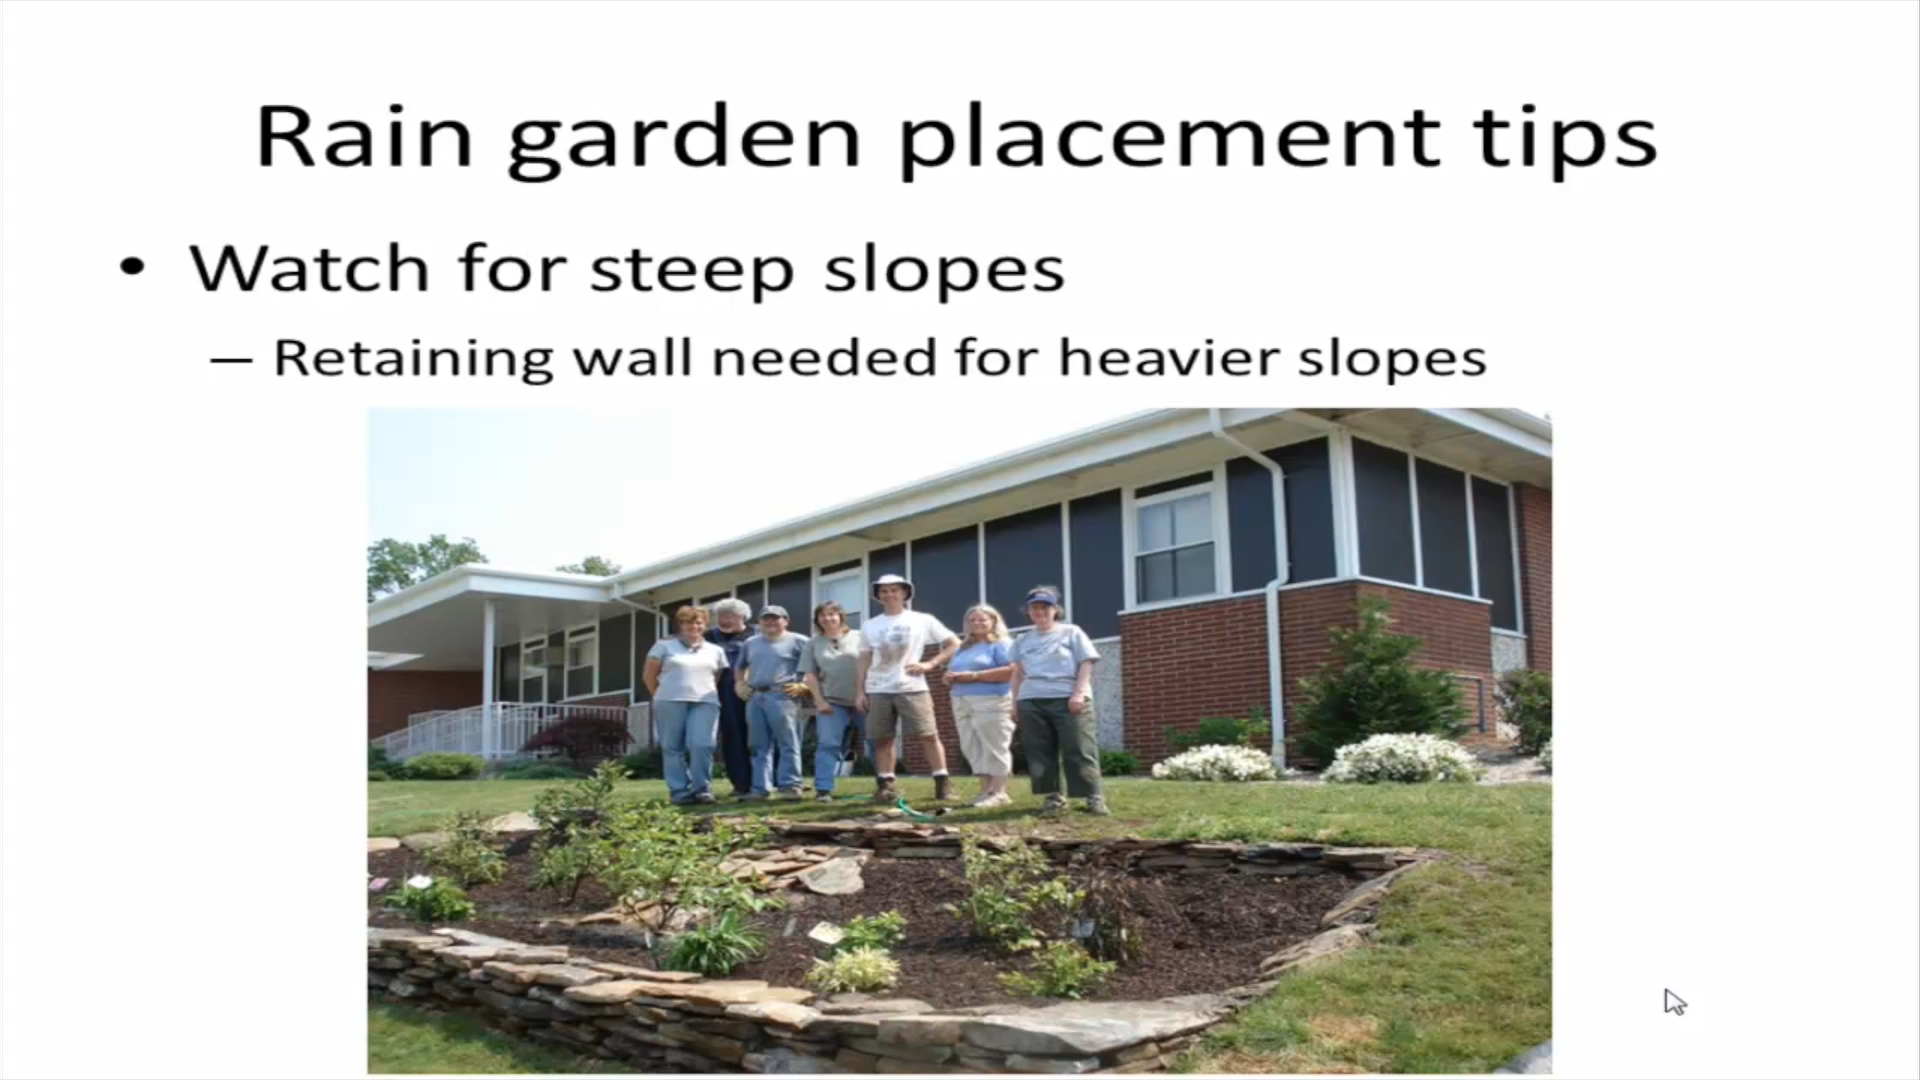 Rain garden placement tips
• Watch for steep slopes
– Retaining wall needed for heavier slopes